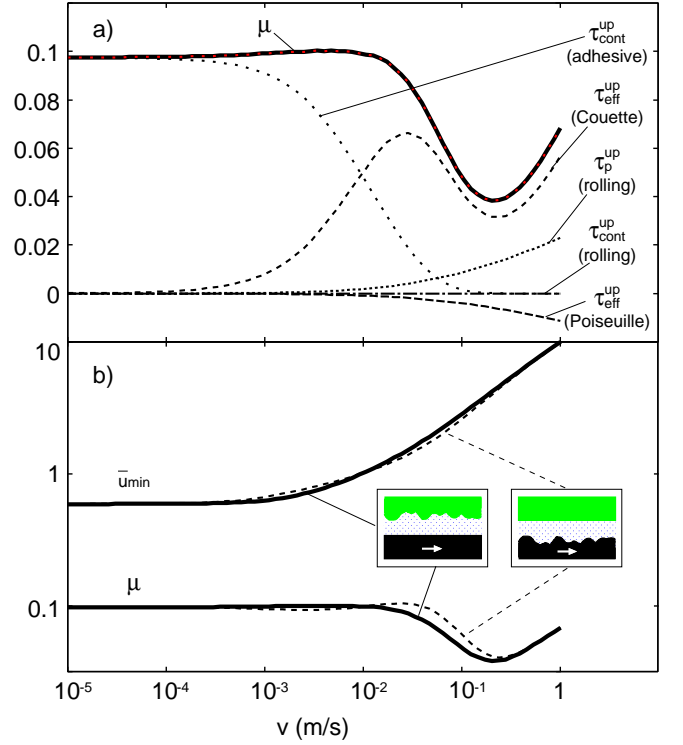 a)
μ
τ_cont^up
(adhesive)
τ_eff^up
(Couette)
τ_p^up
(rolling)
τ_cont^up
(rolling)
τ_eff^up
(Poiseuille)
0.1
0.08
0.06
0.04
0.02
0
b)
10
1
0.1
u̅min
μ
10^-5
10^-4
10^-3
10^-2
10^-1
1
v (m/s)